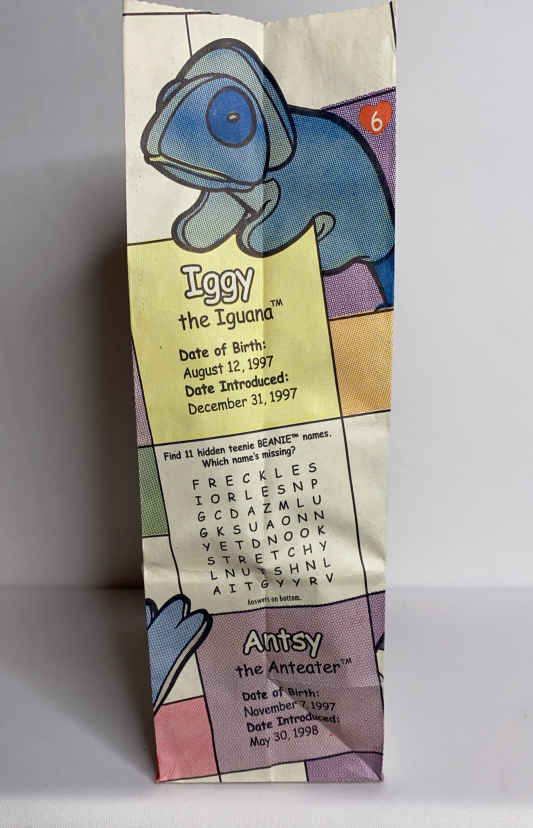 6
Iggy
the Iguana™
Date of Birth:
August 12, 1997
Date Introduced:
December 31, 1997
Find 11 hidden teenie BEANIE™ names.
Which name's missing?
F R E C K L E S
I O R L E S N P
G C D A Z M L U
G K S U A O N N
Y E T D N O O K
S T R E T C H Y
L N U T S H N L
A I T G Y Y R V
Answers on bottom.
Antsy
the Anteater™
Date of Birth:
November 7, 1997
Date Introduced:
May 30, 1998